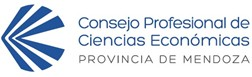 Consejo Profesional de
Ciencias Económicas
PROVINCIA DE MENDOZA